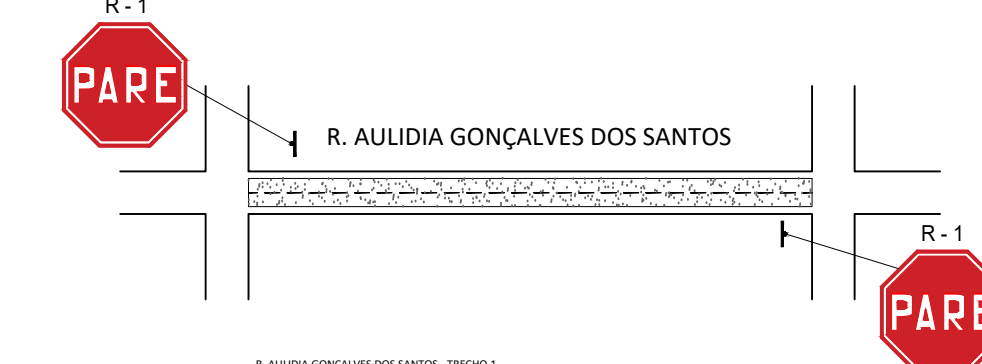 R - 1
PARE
R. AULIDIA GONÇALVES DOS SANTOS
R - 1
PARE
R. AULIDIA GONÇALVES DOS SANTOS - TRECHO 1